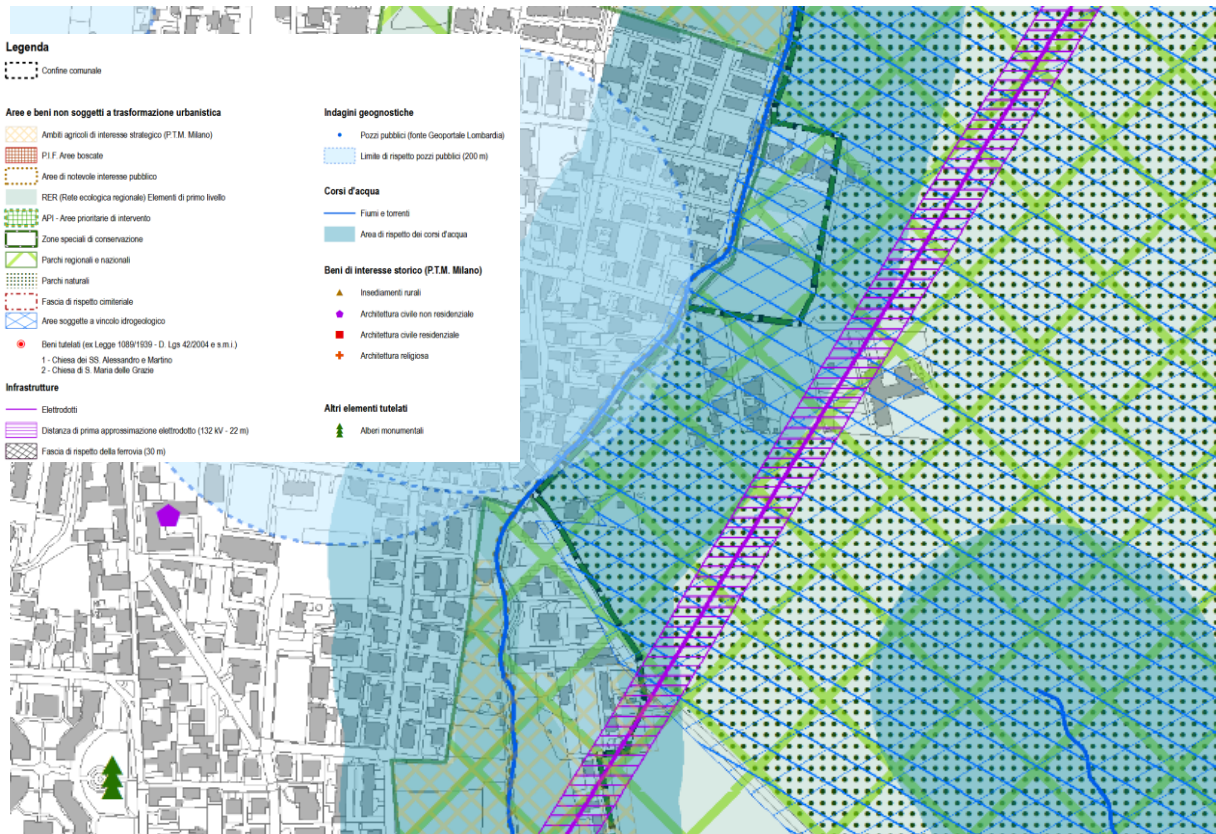 Legenda
Confine comunale
Aree e beni non soggetti a trasformazione urbanistica
Ambiti agricoli di interesse strategico (P.T.M. Milano)
P.I.F. Aree boscate
Aree di notevole interesse pubblico
RER (Rete ecologica regionale) Elementi di primo livello
API - Aree prioritarie di intervento
Zone speciali di conservazione
Parchi regionali e nazionali
Parchi naturali
Fascia di rispetto cimiteriale
Aree soggette a vincolo idrogeologico
Beni tutelati (ex Legge 1089/1939 - D. Lgs 42/2004 e s.m.i.)
1 - Chiesa dei SS. Alessandro e Martino
2 - Chiesa di S. Maria delle Grazie
Infrastrutture
Elettrodotti
Distanza di prima approssimazione elettrodotto (132 kV - 22 m)
Fascia di rispetto della ferrovia (30 m)
Indagini geognostiche
Pozzi pubblici (fonte Geoportale Lombardia)
Limite di rispetto pozzi pubblici (200 m)
Corsi d'acqua
Fiumi e torrenti
Area di rispetto dei corsi d'acqua
Beni di interesse storico (P.T.M. Milano)
Insediamenti rurali
Architettura civile non residenziale
Architettura civile residenziale
Architettura religiosa
Altri elementi tutelati
Alberi monumentali